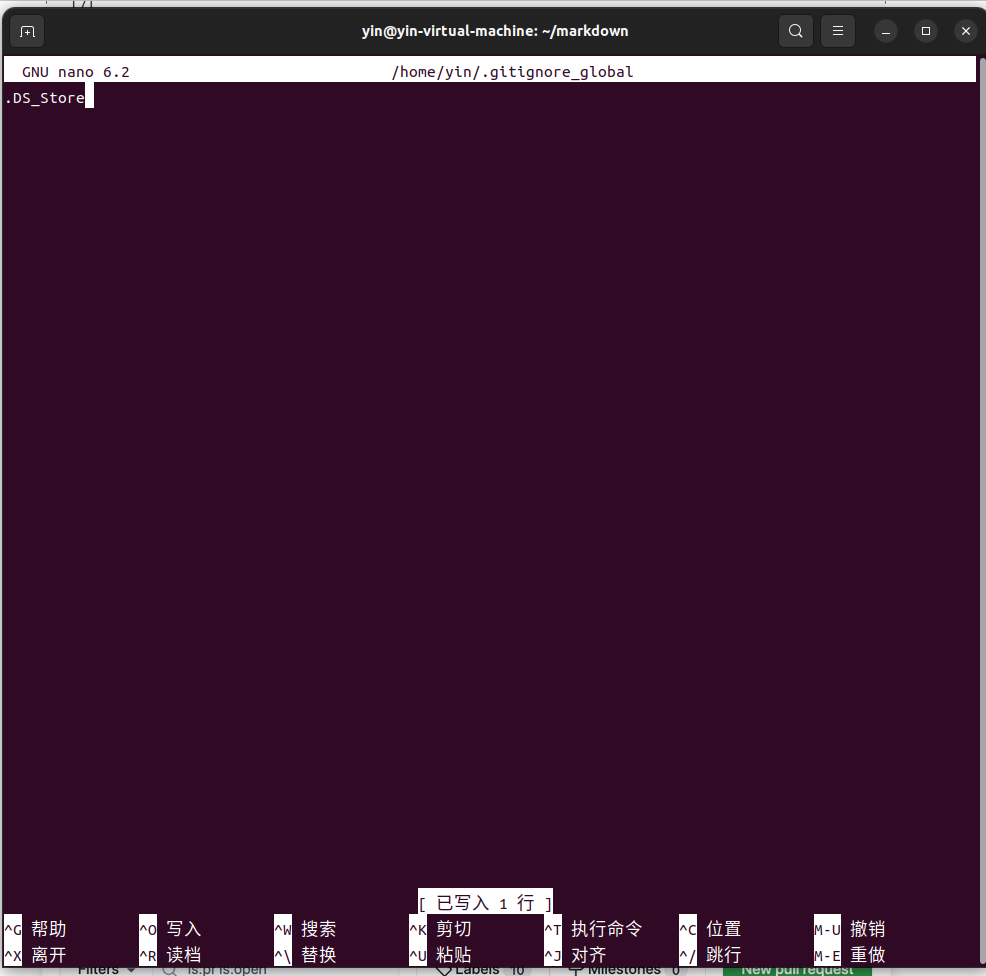 yin@yin-virtual-machine: ~/markdown
GNU nano 6.2 /home/yin/.gitignore_global
.DS_Store
[ 已写入 1 行 ]
^G 帮助 ^O 写入 ^W 搜索 ^K 剪切 ^T 执行命令 ^C 位置 M-U 撤销
^X 离开 ^R 读档 ^\ 替换 ^U 粘贴 ^J 对齐 ^/ 跳行 M-E 重做
Filters is:pr is:open Labels 10 Milestones 0 New pull request